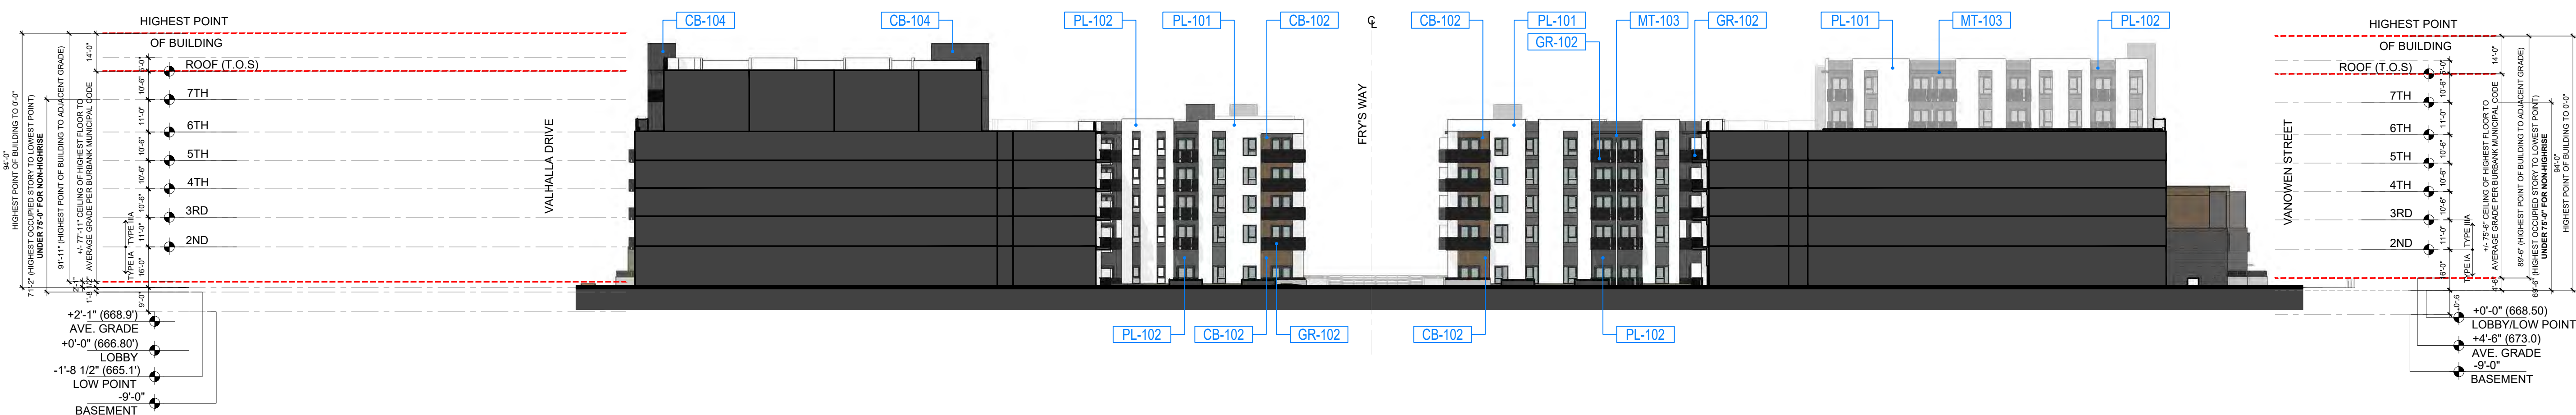 HIGHEST POINT
OF BUILDING
ROOF (T.O.S)
7TH
6TH
5TH
4TH
3RD
2ND
14'-0"
5'-0"
10'-6"
11'-0"
10'-6"
10'-6"
10'-6"
11'-0"
16'-0"
9'-0"
94'-0"
HIGHEST POINT OF BUILDING TO 0'-0"
71'-2" (HIGHEST OCCUPIED STORY TO LOWEST POINT)
UNDER 75'-0" FOR NON-HIGHRISE
91'-11" (HIGHEST POINT OF BUILDING TO ADJACENT GRADE)
+/- 77'-11" CEILING OF HIGHEST FLOOR TO
AVERAGE GRADE PER BURBANK MUNICIPAL CODE
TYPE IA
TYPE IIIA
2'-1"
1'-8 1/2"
+2'-1" (668.9')
AVE. GRADE
+0'-0" (666.80')
LOBBY
-1'-8 1/2" (665.1')
LOW POINT
-9'-0"
BASEMENT
VALHALLA DRIVE
CB-104
CB-104
PL-102
PL-101
CB-102
PL-102
CB-102
GR-102
FRY'S WAY
CB-102
PL-101
GR-102
MT-103
GR-102
PL-101
MT-103
PL-102
CB-102
PL-102
VANOWEN STREET
HIGHEST POINT
OF BUILDING
ROOF (T.O.S)
7TH
6TH
5TH
4TH
3RD
2ND
14'-0"
5'-0"
10'-6"
11'-0"
10'-6"
10'-6"
10'-6"
11'-0"
TYPE IA
TYPE IIIA
4'-6"
+/- 75'-6" CEILING OF HIGHEST FLOOR TO
AVERAGE GRADE PER BURBANK MUNICIPAL CODE
89'-6" (HIGHEST POINT OF BUILDING TO ADJACENT GRADE)
69'-6" (HIGHEST OCCUPIED STORY TO LOWEST POINT)
UNDER 75'-0" FOR NON-HIGHRISE
94'-0"
HIGHEST POINT OF BUILDING TO 0'-0"
+0'-0" (668.50)
LOBBY/LOW POINT
+4'-6" (673.0)
AVE. GRADE
-9'-0"
BASEMENT